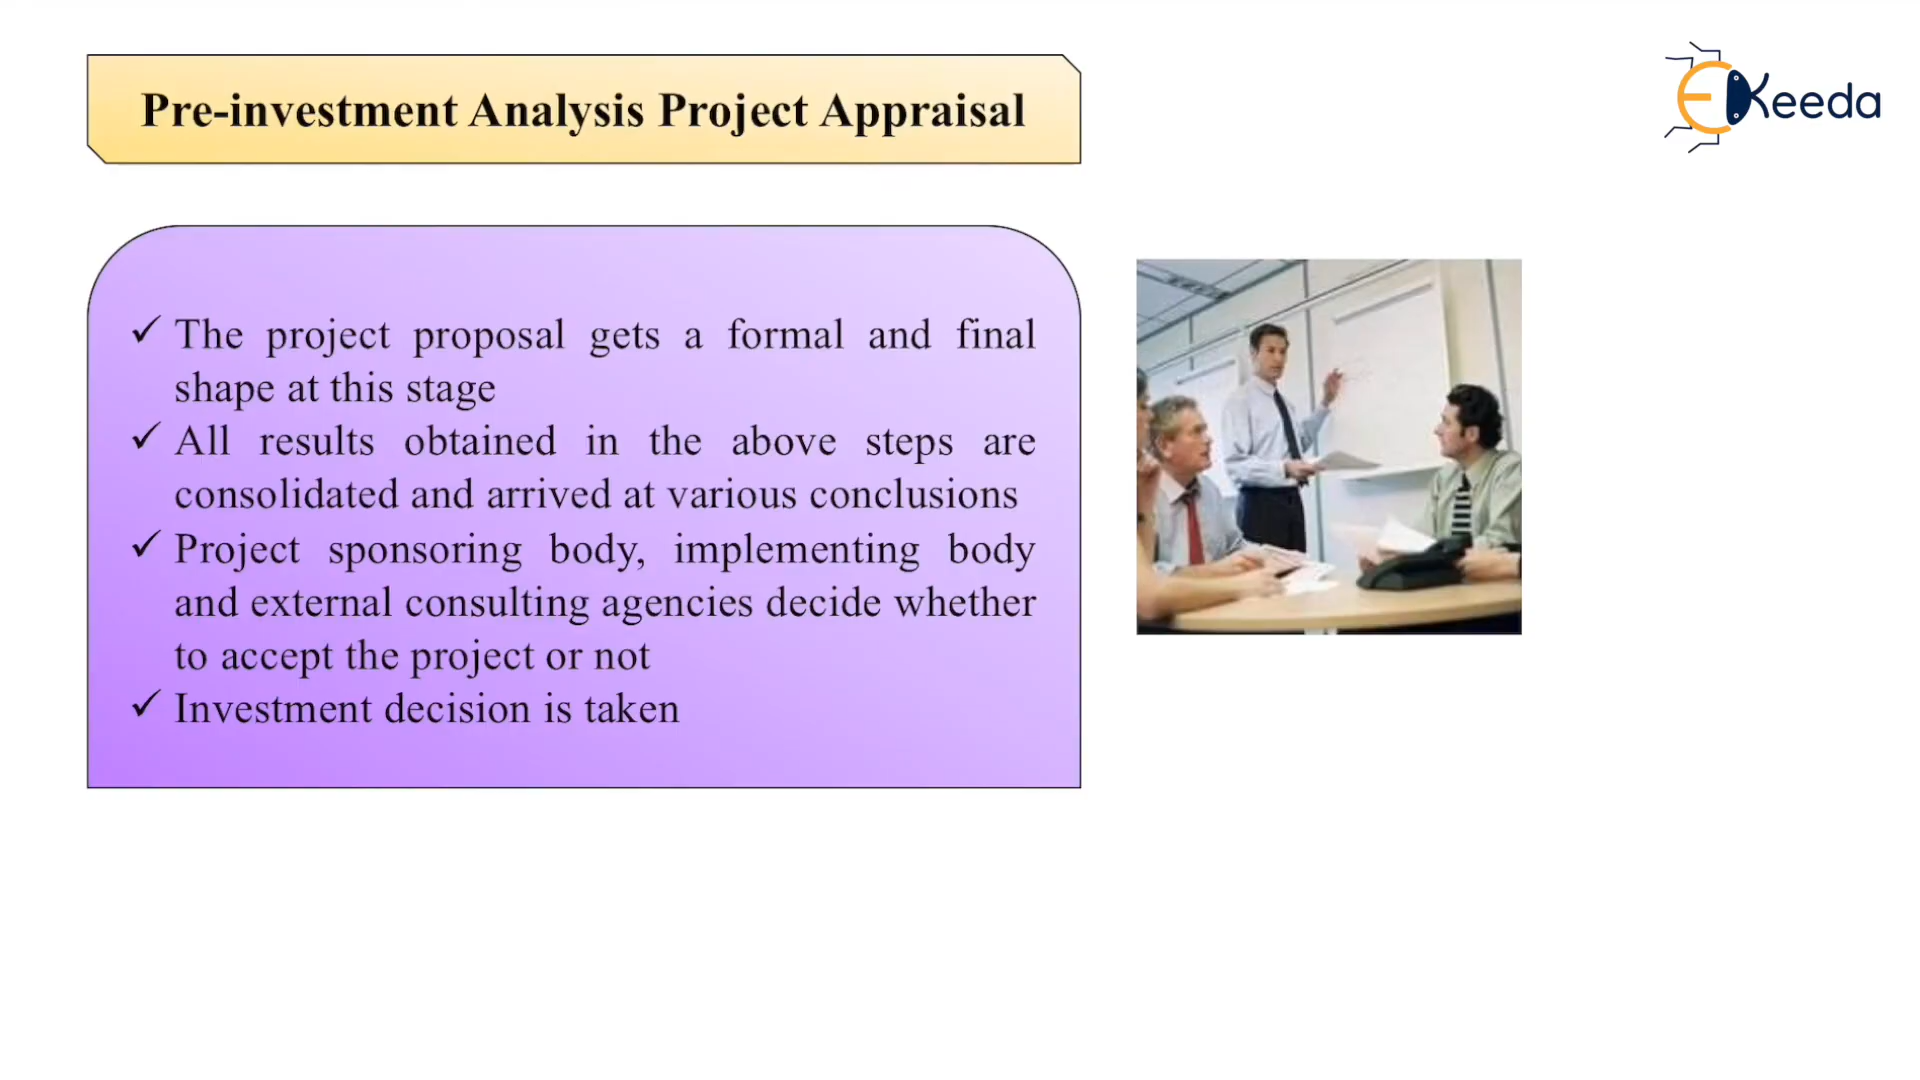 Pre-investment Analysis Project Appraisal
EKeeda
✓ The project proposal gets a formal and final
shape at this stage
✓ All results obtained in the above steps are
consolidated and arrived at various conclusions
✓ Project sponsoring body, implementing body
and external consulting agencies decide whether
to accept the project or not
✓ Investment decision is taken